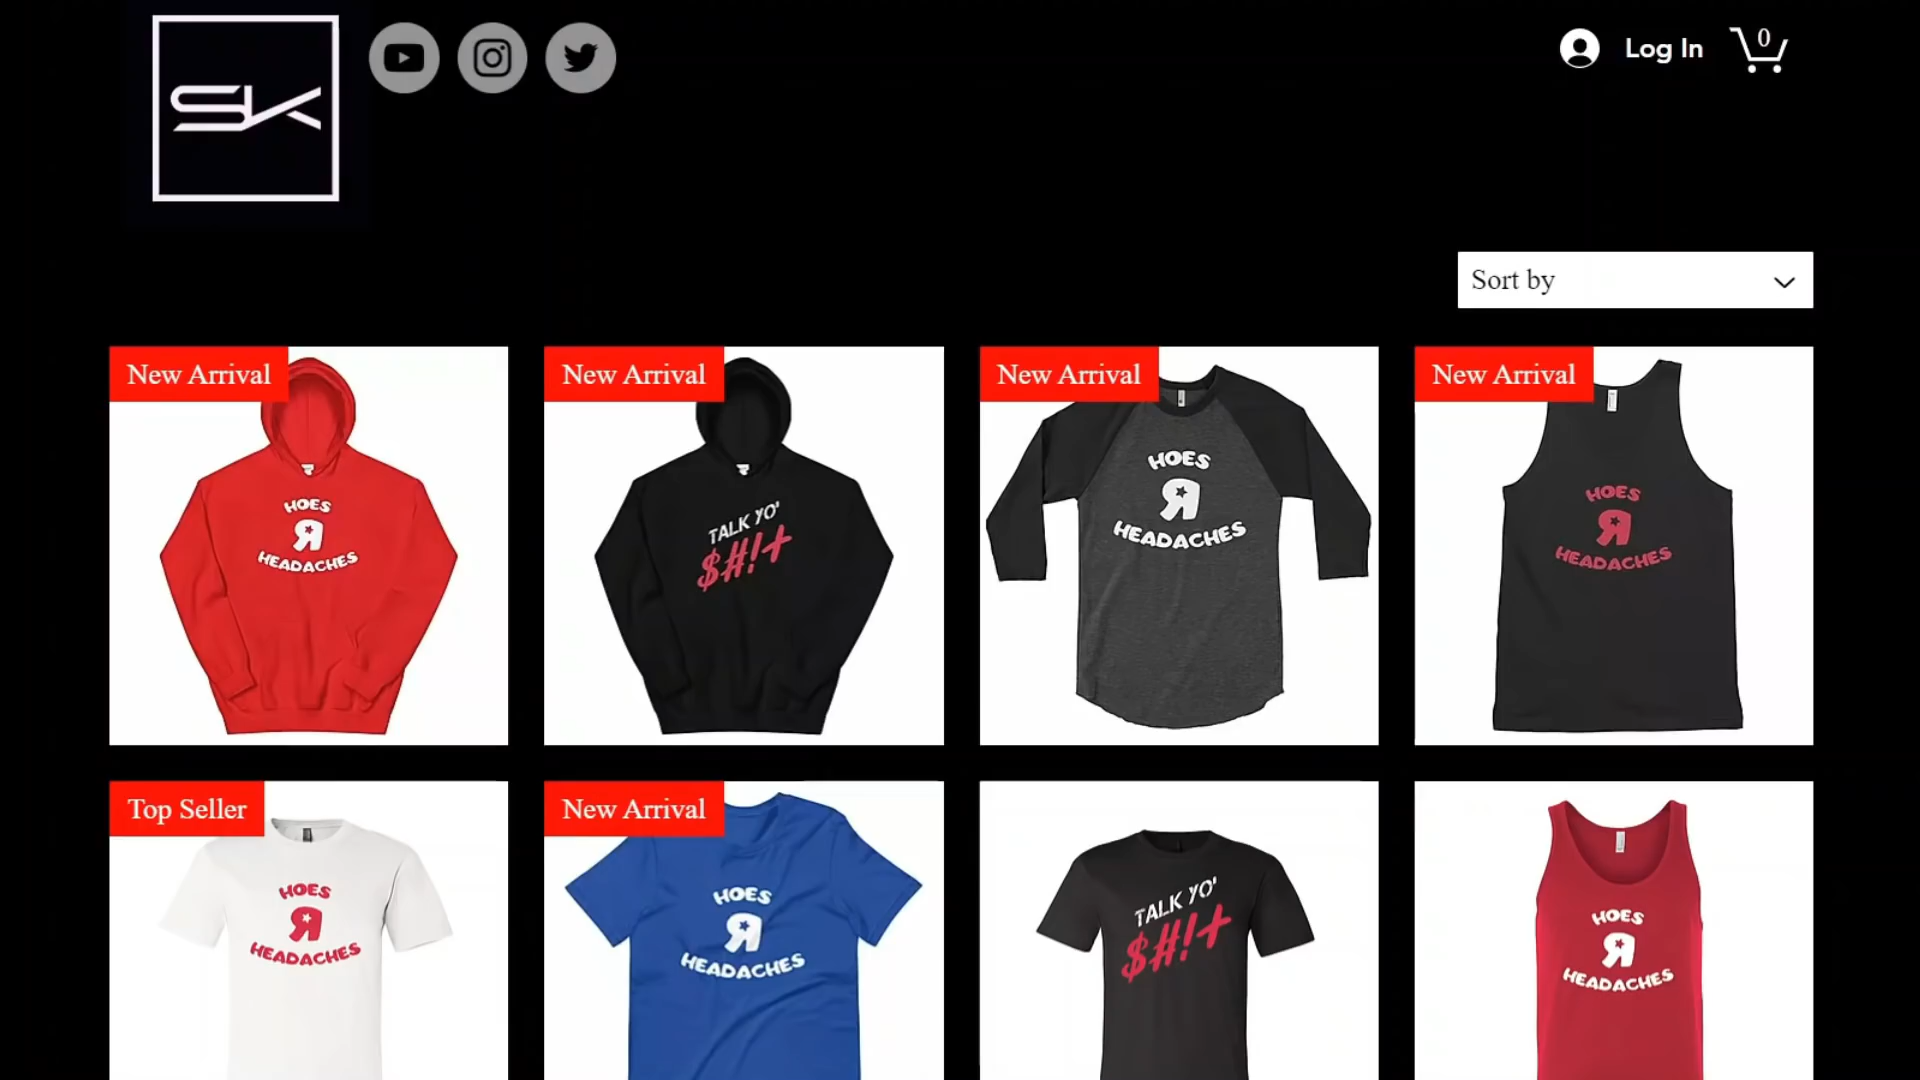 SK
Log In
0
Sort by
New Arrival
New Arrival
New Arrival
New Arrival
HOES
Я
HEADACHES
TALK YO'
$#!+
HOES
Я
HEADACHES
HOES
Я
HEADACHES
Top Seller
New Arrival
HOES
Я
HEADACHES
HOES
Я
HEADACHES
TALK YO'
$#!+
HOES
Я
HEADACHES